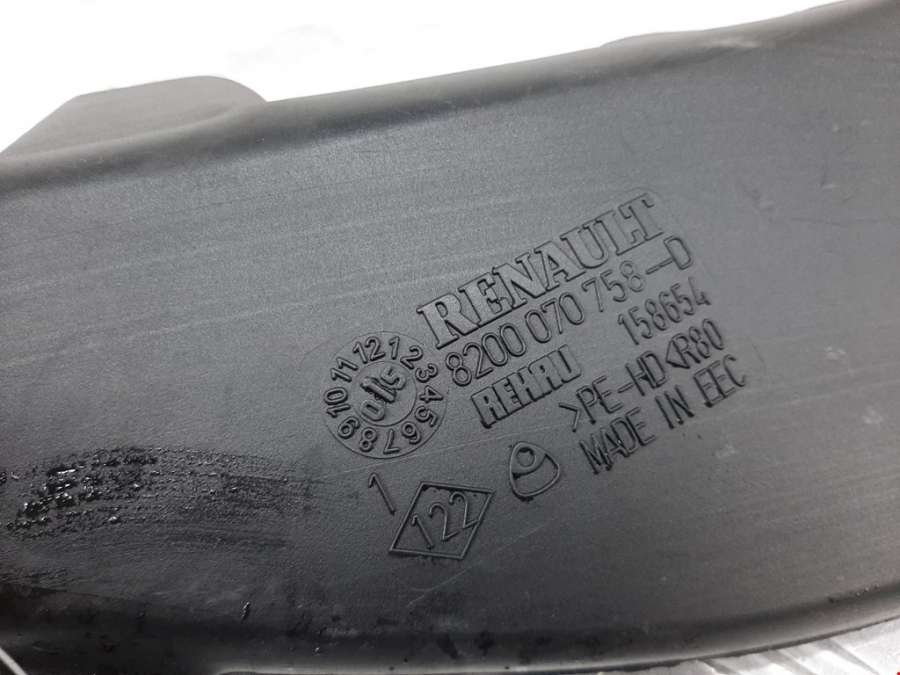 RENAULT
8200 070 758-D
REHAU 158654
>PE-HD<R80
MADE IN EEC
1 2 3 4 5 6 7 8 9 10 11 12
1
122